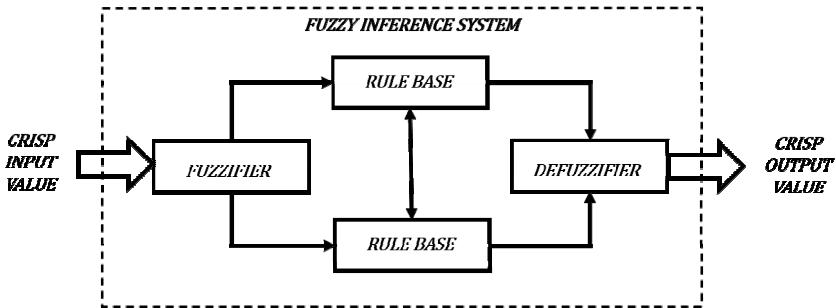 FUZZY INFERENCE SYSTEM
RULE BASE
CRISP
INPUT
VALUE
FUZZIFIER
DEFUZZIFIER
CRISP
OUTPUT
VALUE
RULE BASE